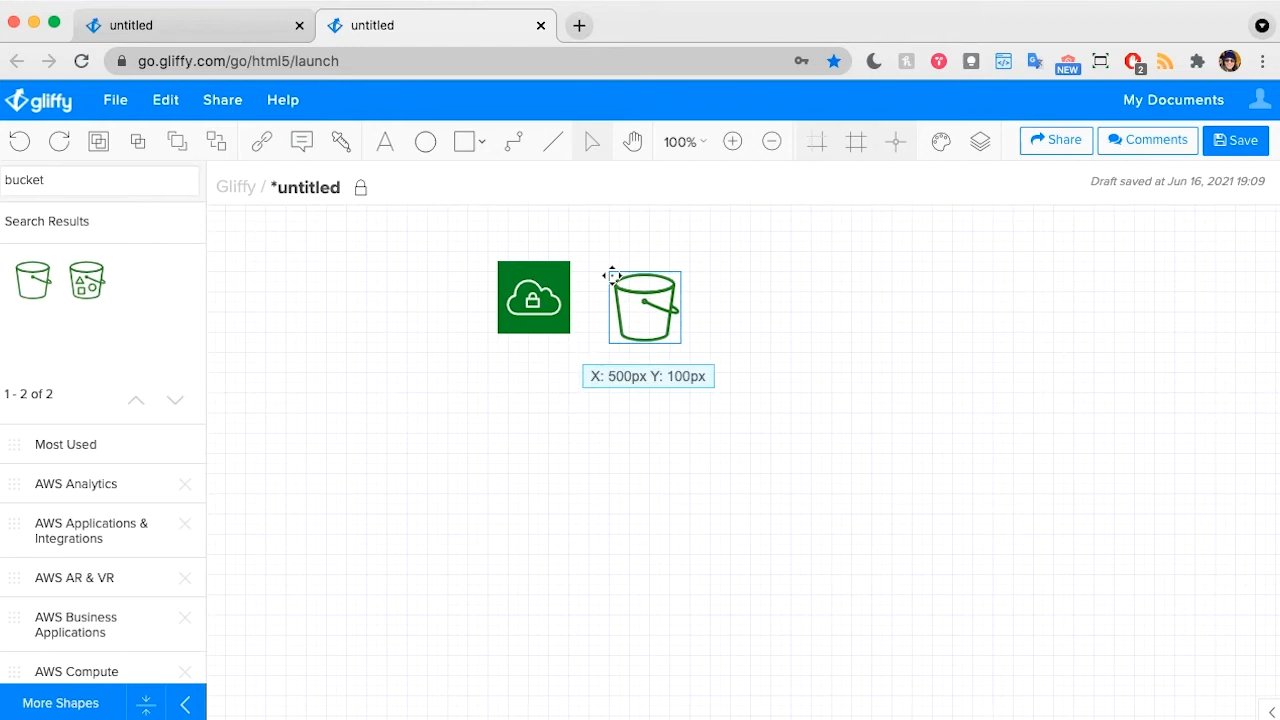 untitled
untitled
go.gliffy.com/go/html5/launch
NEW
2
gliffy File Edit Share Help My Documents
100% Share Comments Save
bucket
Gliffy / *untitled
Draft saved at Jun 16, 2021 19:09
Search Results
X: 500px Y: 100px
1 - 2 of 2
Most Used
AWS Analytics
AWS Applications &
Integrations
AWS AR & VR
AWS Business
Applications
AWS Compute
More Shapes